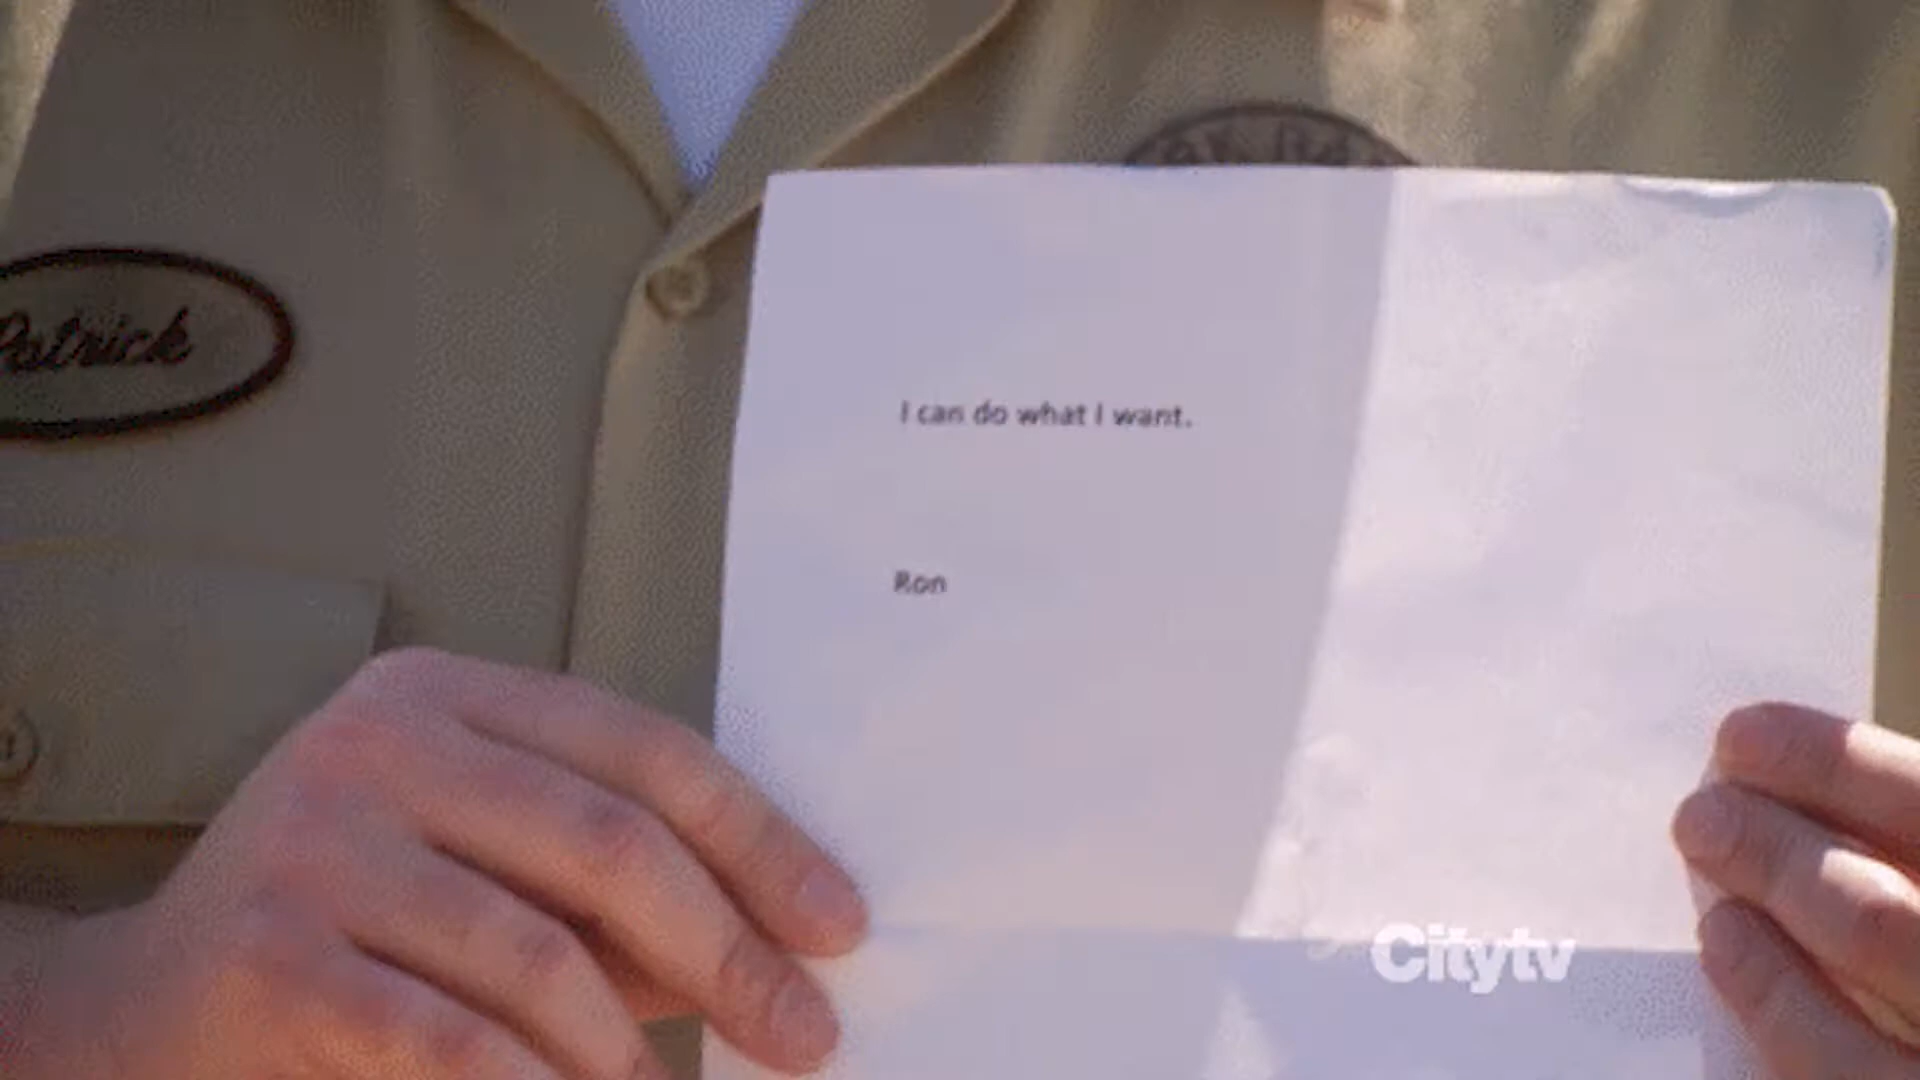 Patrick
I can do what I want.
Ron
Citytv